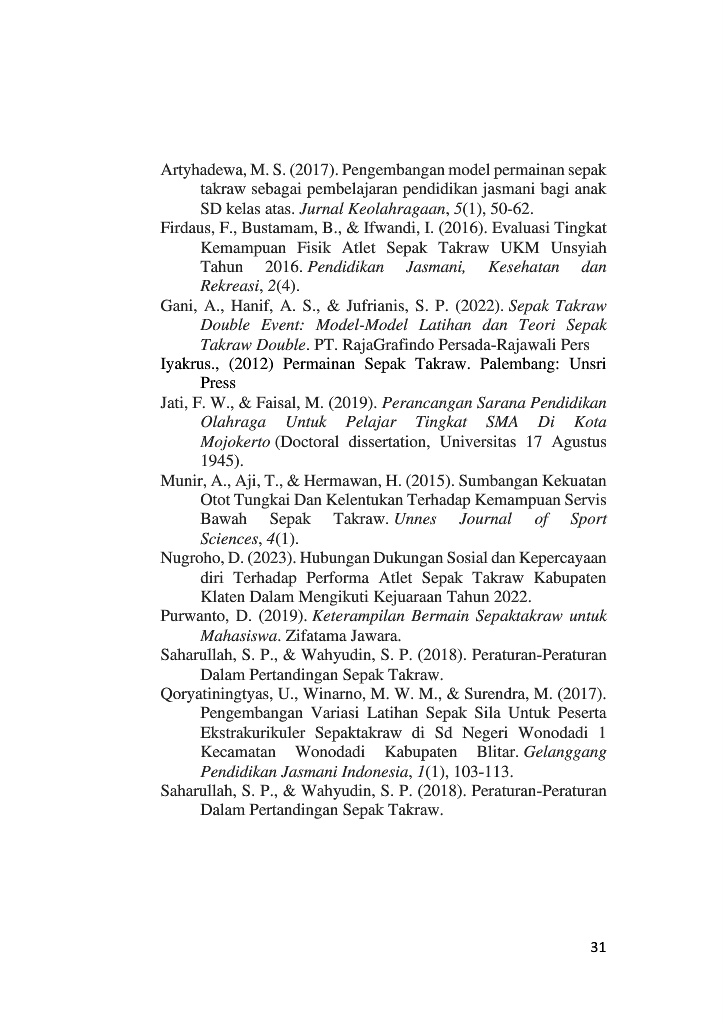 Artyhadewa, M. S. (2017). Pengembangan model permainan sepak
takraw sebagai pembelajaran pendidikan jasmani bagi anak
SD kelas atas. Jurnal Keolahragaan, 5(1), 50-62.
Firdaus, F., Bustamam, B., & Ifwandi, I. (2016). Evaluasi Tingkat
Kemampuan Fisik Atlet Sepak Takraw UKM Unsyiah
Tahun 2016. Pendidikan Jasmani, Kesehatan dan
Rekreasi, 2(4).
Gani, A., Hanif, A. S., & Jufrianis, S. P. (2022). Sepak Takraw
Double Event: Model-Model Latihan dan Teori Sepak
Takraw Double. PT. RajaGrafindo Persada-Rajawali Pers
Iyakrus., (2012) Permainan Sepak Takraw. Palembang: Unsri
Press
Jati, F. W., & Faisal, M. (2019). Perancangan Sarana Pendidikan
Olahraga Untuk Pelajar Tingkat SMA Di Kota
Mojokerto (Doctoral dissertation, Universitas 17 Agustus
1945).
Munir, A., Aji, T., & Hermawan, H. (2015). Sumbangan Kekuatan
Otot Tungkai Dan Kelentukan Terhadap Kemampuan Servis
Bawah Sepak Takraw. Unnes Journal of Sport
Sciences, 4(1).
Nugroho, D. (2023). Hubungan Dukungan Sosial dan Kepercayaan
diri Terhadap Performa Atlet Sepak Takraw Kabupaten
Klaten Dalam Mengikuti Kejuaraan Tahun 2022.
Purwanto, D. (2019). Keterampilan Bermain Sepaktakraw untuk
Mahasiswa. Zifatama Jawara.
Saharullah, S. P., & Wahyudin, S. P. (2018). Peraturan-Peraturan
Dalam Pertandingan Sepak Takraw.
Qoryatiningtyas, U., Winarno, M. W. M., & Surendra, M. (2017).
Pengembangan Variasi Latihan Sepak Sila Untuk Peserta
Ekstrakurikuler Sepaktakraw di Sd Negeri Wonodadi 1
Kecamatan Wonodadi Kabupaten Blitar. Gelanggang
Pendidikan Jasmani Indonesia, 1(1), 103-113.
Saharullah, S. P., & Wahyudin, S. P. (2018). Peraturan-Peraturan
Dalam Pertandingan Sepak Takraw.
31